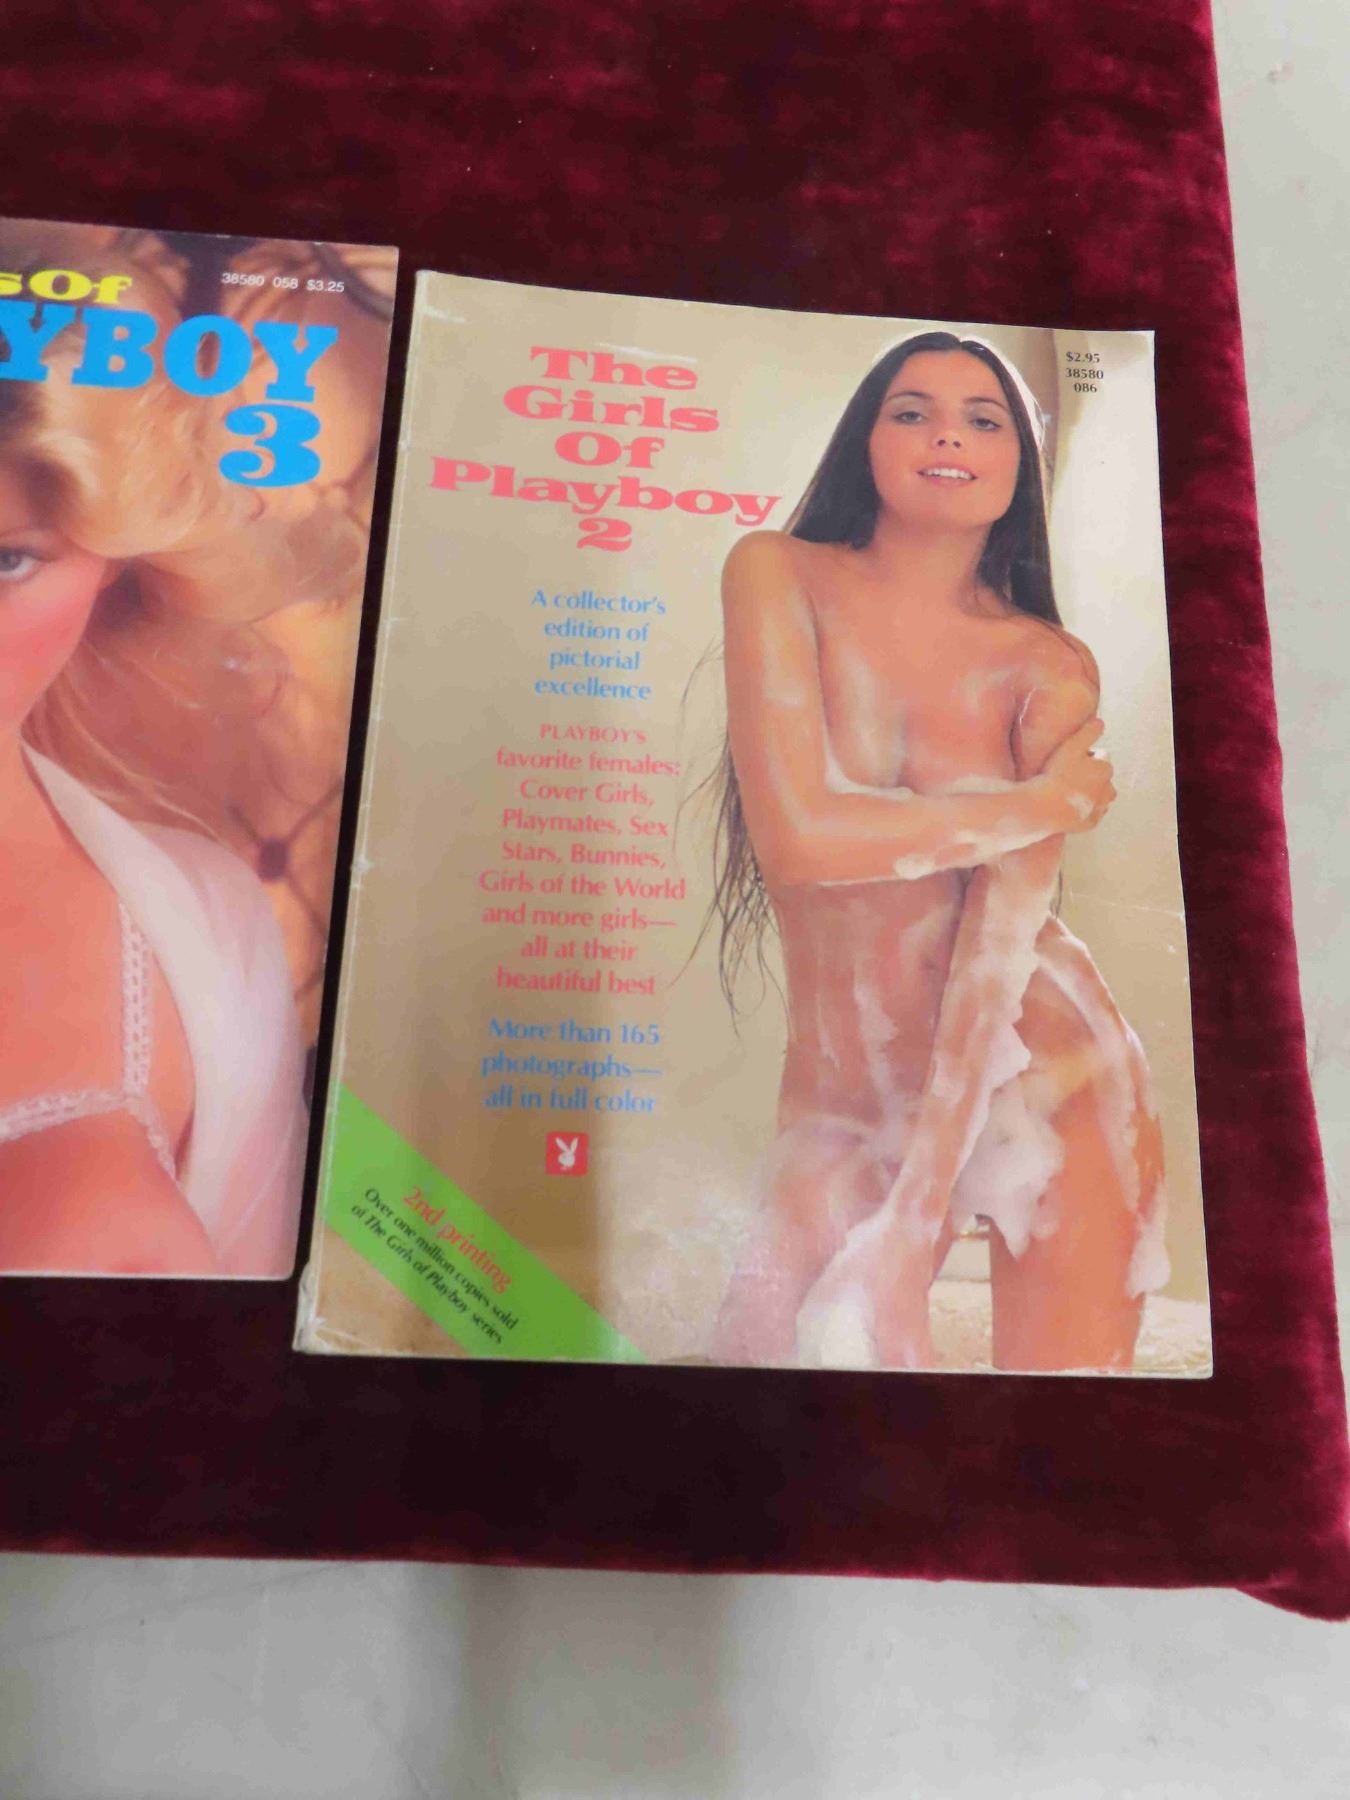 sOf
YBOY
3
38580 058 $3.25
The
Girls
Of
Playboy
2
$2.95
38580
086
A collector's
edition of
pictorial
excellence
PLAYBOY'S
favorite females:
Cover Girls,
Playmates, Sex
Stars, Bunnies,
Girls of the World
and more girls—
all at their
beautiful best
More than 165
photographs—
all in full color
2nd printing
Over one million copies sold
of The Girls of Playboy series